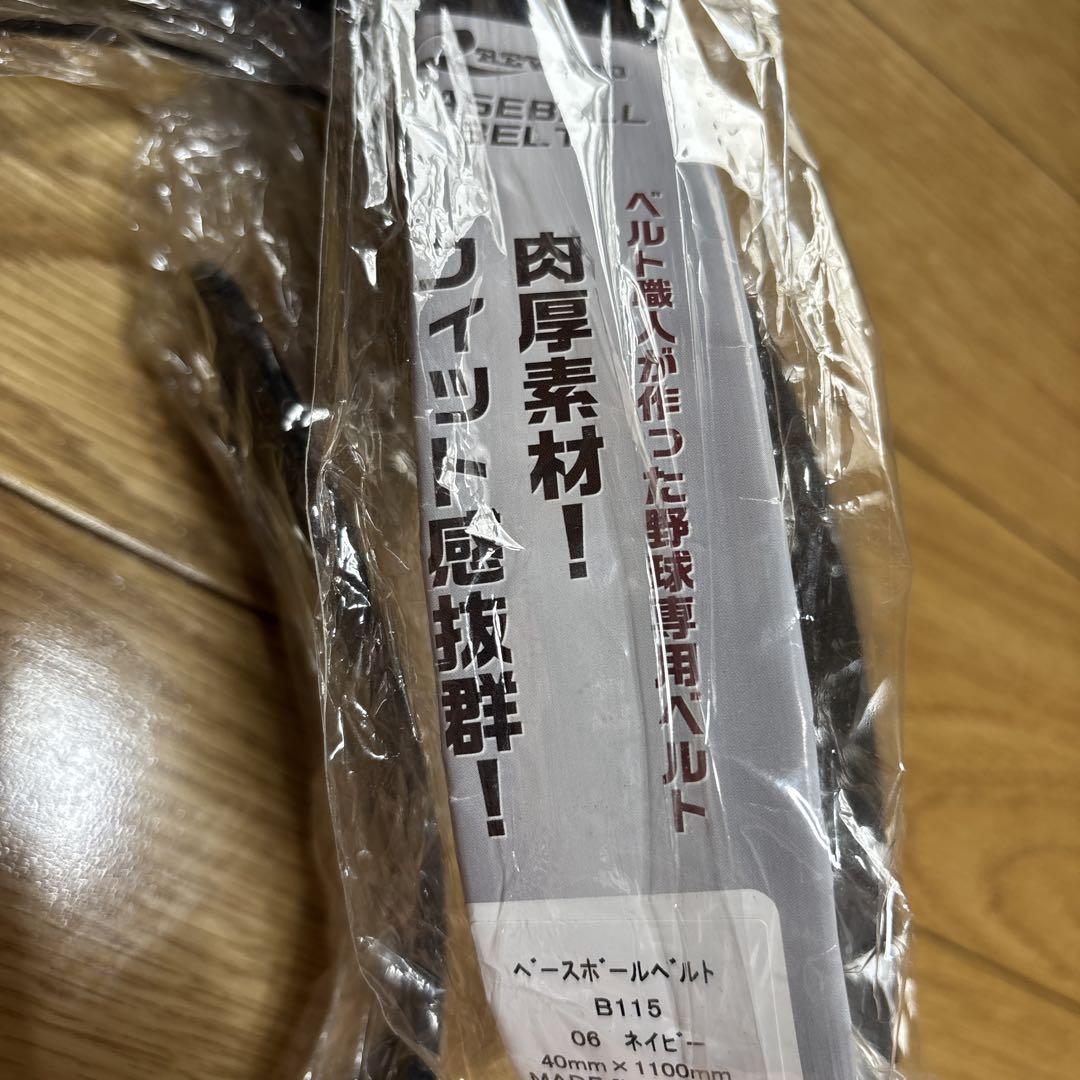 BASEBALL
BELT
ベルト職人が作った野球専用ベルト
肉厚素材！
フィット感抜群！
ベースボールベルト
B115
06 ネイビー
40mm×1100mm
MADE